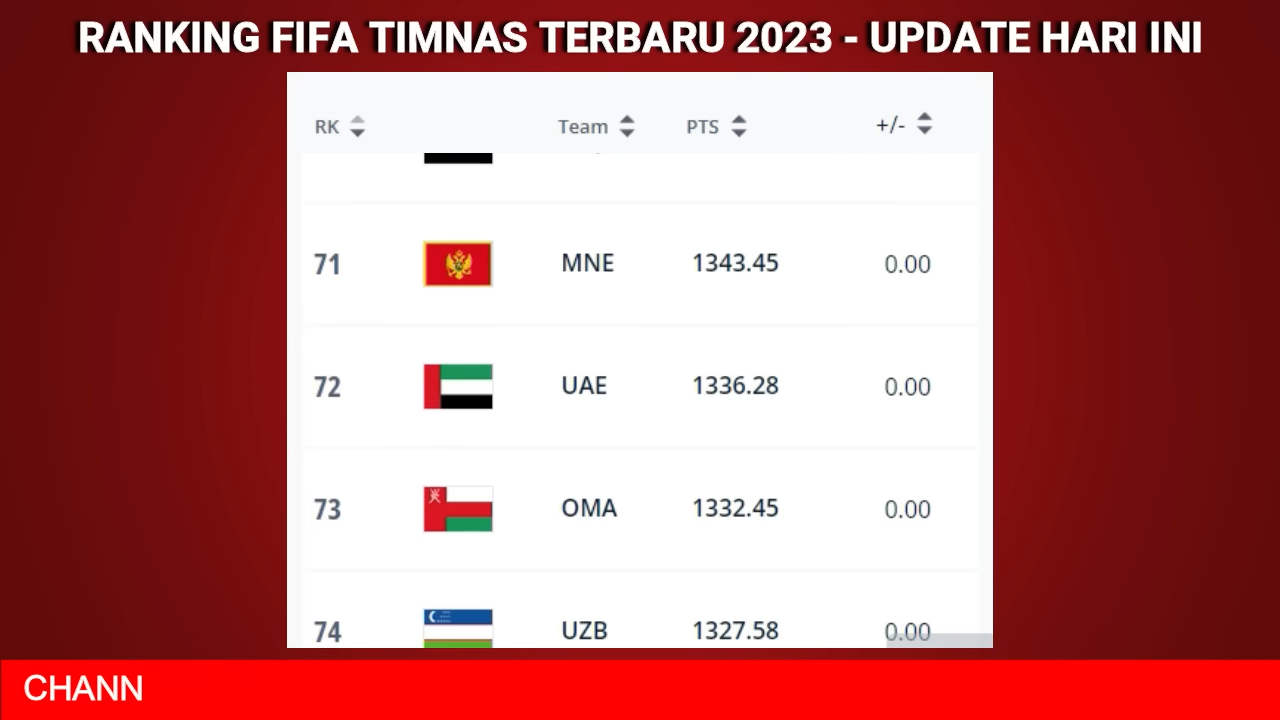 RANKING FIFA TIMNAS TERBARU 2023 - UPDATE HARI INI
RK Team PTS +/-
71 MNE 1343.45 0.00
72 UAE 1336.28 0.00
73 OMA 1332.45 0.00
74 UZB 1327.58 0.00
CHANN